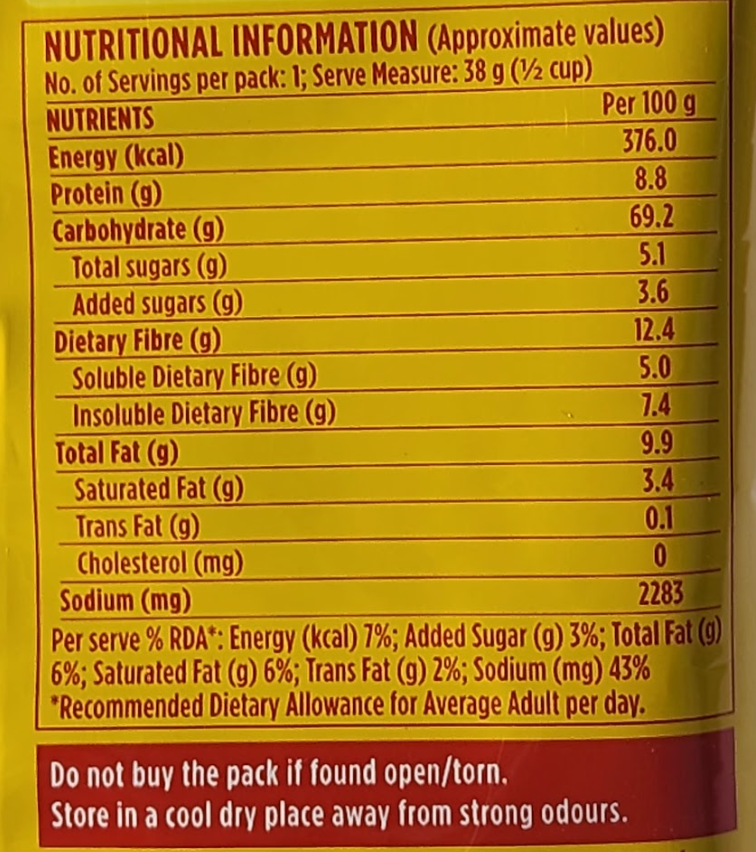 NUTRITIONAL INFORMATION (Approximate values)
No. of Servings per pack: 1; Serve Measure: 38 g (½ cup)
NUTRIENTS Per 100 g
Energy (kcal) 376.0
Protein (g) 8.8
Carbohydrate (g) 69.2
Total sugars (g) 5.1
Added sugars (g) 3.6
Dietary Fibre (g) 12.4
Soluble Dietary Fibre (g) 5.0
Insoluble Dietary Fibre (g) 7.4
Total Fat (g) 9.9
Saturated Fat (g) 3.4
Trans Fat (g) 0.1
Cholesterol (mg) 0
Sodium (mg) 2283
Per serve % RDA*: Energy (kcal) 7%; Added Sugar (g) 3%; Total Fat (g)
6%; Saturated Fat (g) 6%; Trans Fat (g) 2%; Sodium (mg) 43%
*Recommended Dietary Allowance for Average Adult per day.
Do not buy the pack if found open/torn.
Store in a cool dry place away from strong odours.